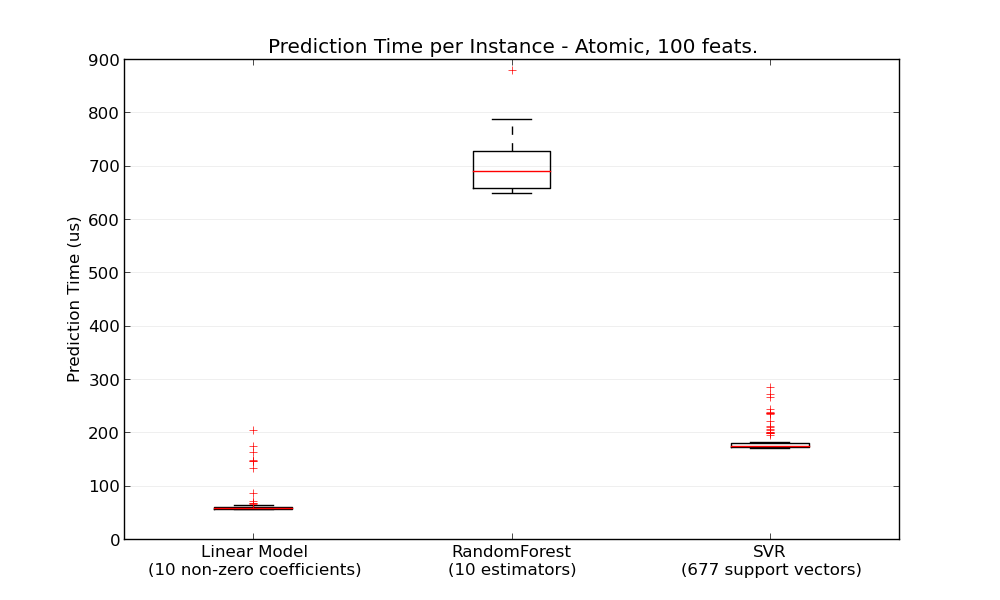 Prediction Time per Instance - Atomic, 100 feats.
900
800
700
600
500
400
300
200
100
0
Prediction Time (us)
Linear Model
(10 non-zero coefficients)
RandomForest
(10 estimators)
SVR
(677 support vectors)